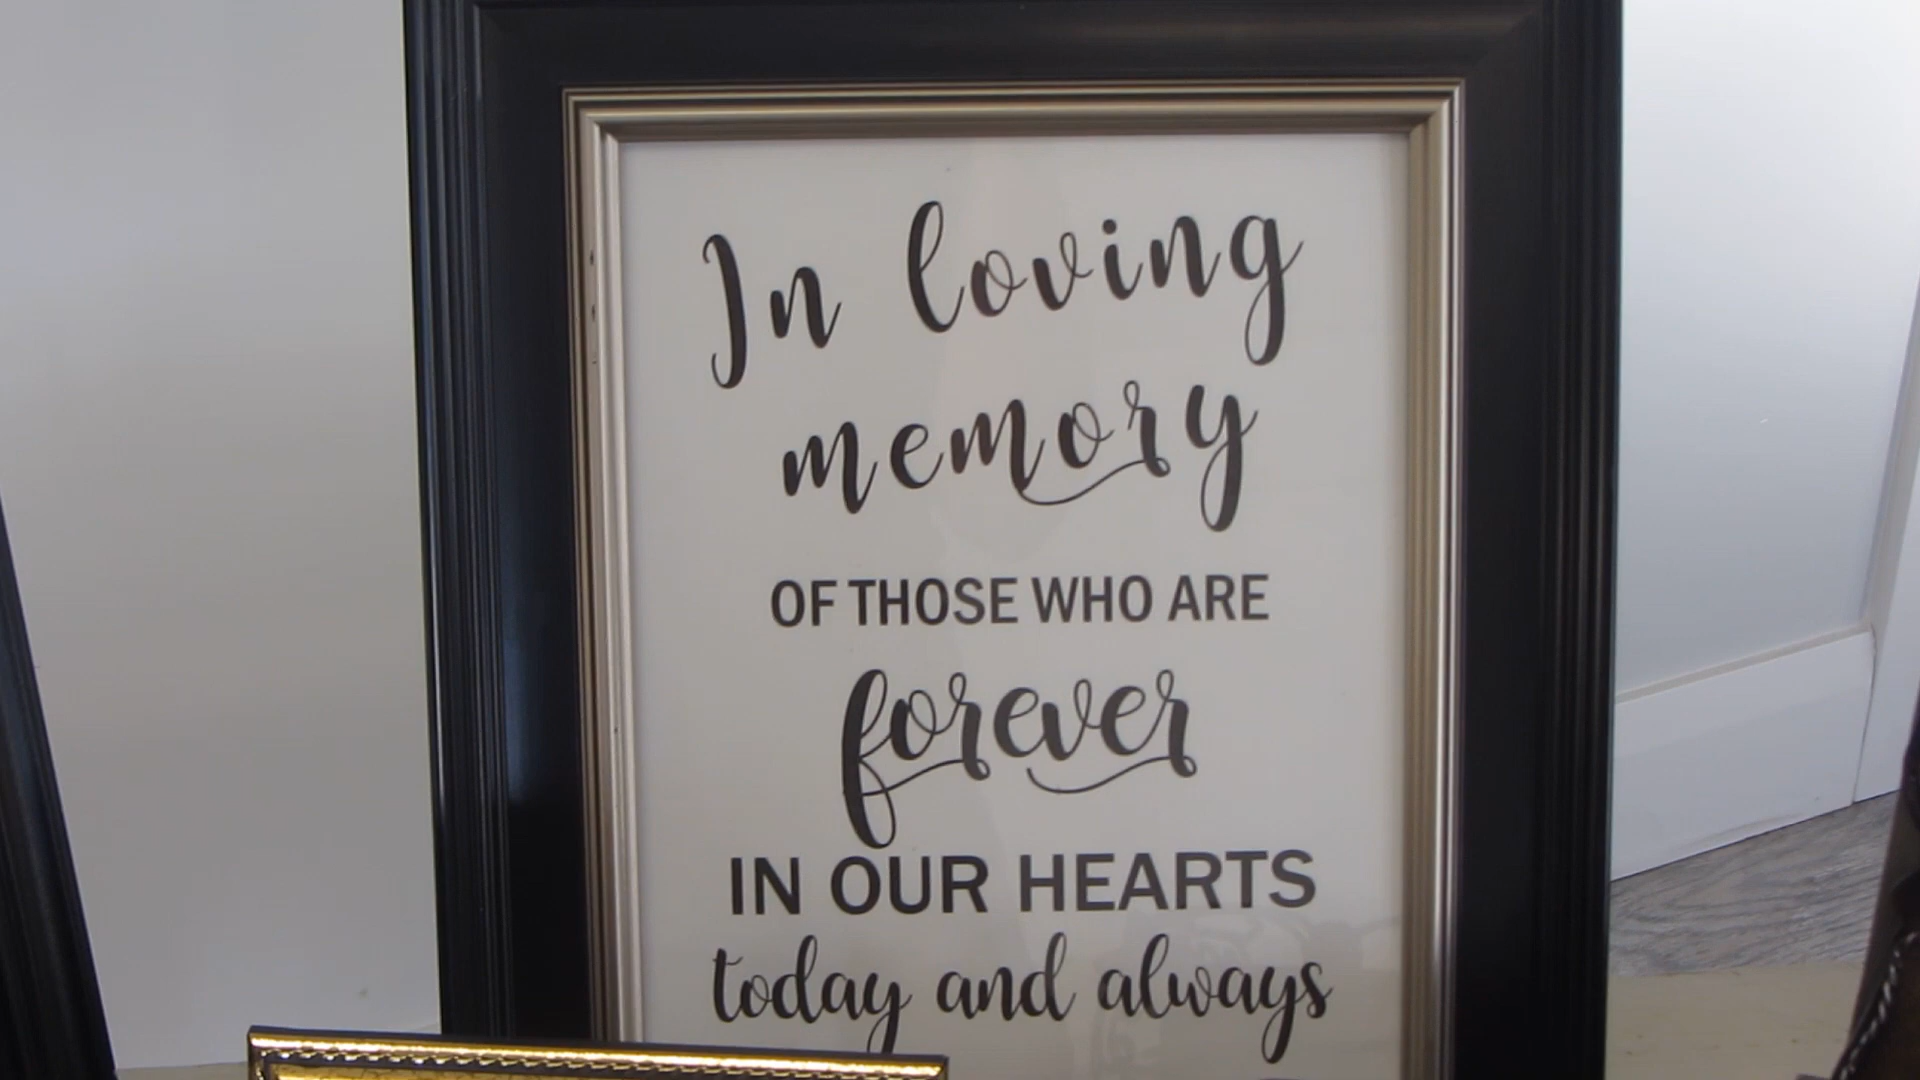 In loving
memory
OF THOSE WHO ARE
forever
IN OUR HEARTS
today and always